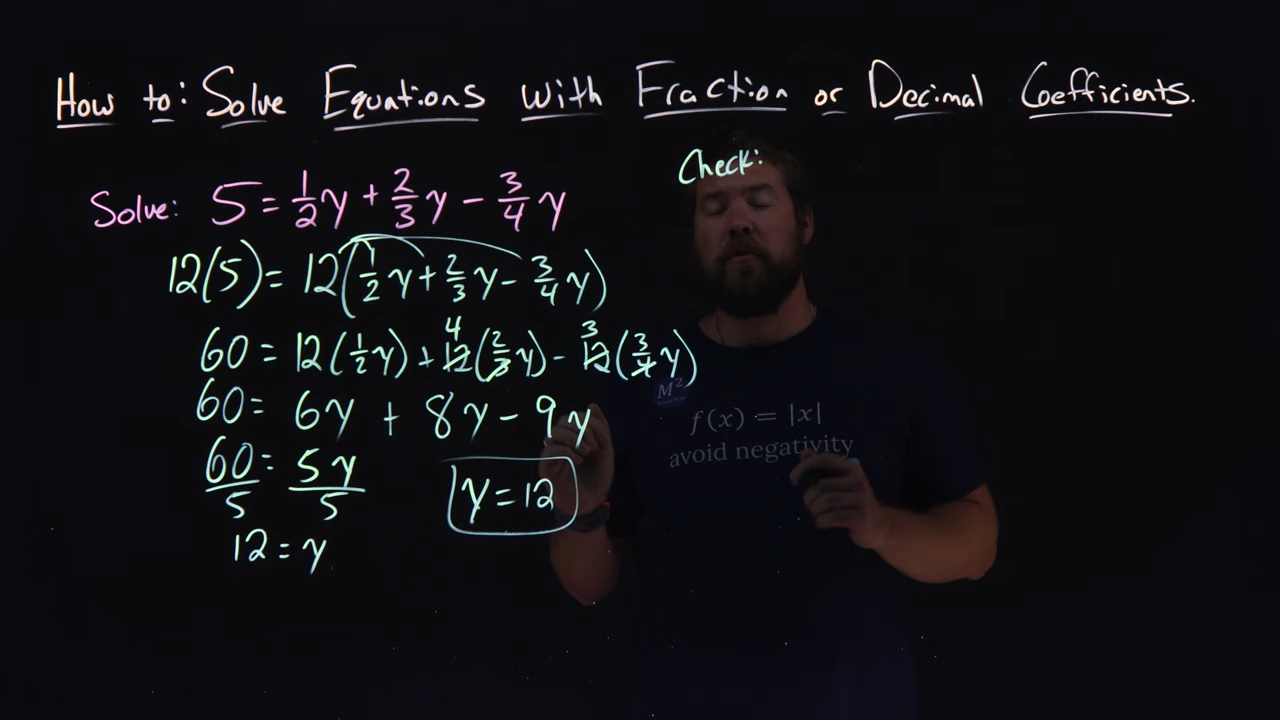 How to: Solve Equations With Fraction or Decimal Coefficients.
Check:
Solve: 5 = 1/2 y + 2/3 y - 3/4 y
12(5) = 12(1/2 y + 2/3 y - 3/4 y)
60 = 12(1/2 y) + 12(2/3 y) - 12(3/4 y)
4 3
60 = 6y + 8y - 9y
60/5 = 5y/5
y = 12
12 = y
M²
f(x) = |x|
avoid negativity